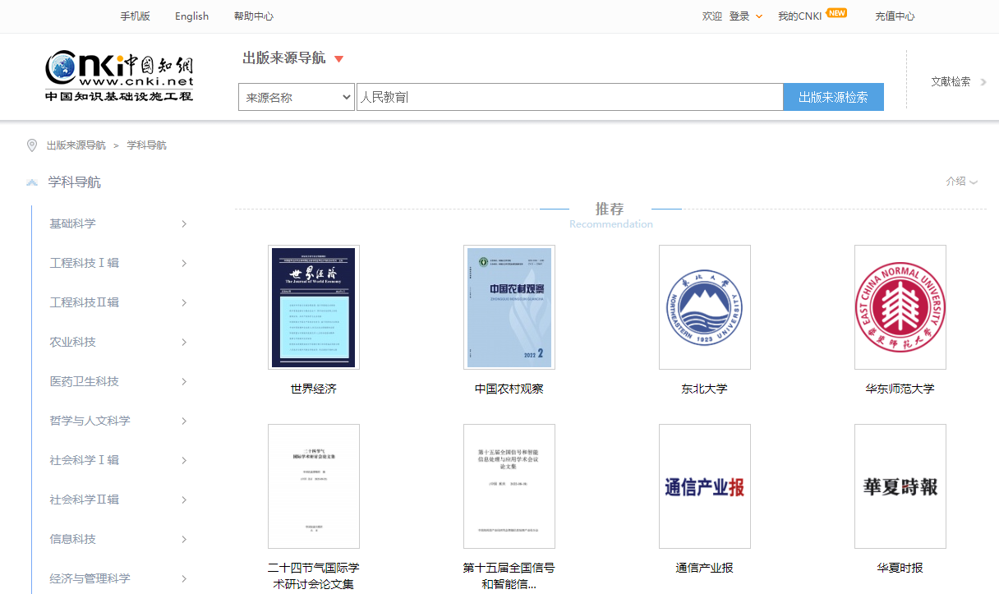 手机版 English 帮助中心 欢迎 登录 我的CNKI NEW 充值中心
Cnki 中国知網
www.cnki.net
中国知识基础设施工程
出版来源导航
来源名称 人民教育 出版来源检索
文献检索
出版来源导航 > 学科导航
学科导航
介绍
基础科学
工程科技Ⅰ辑
工程科技Ⅱ辑
农业科技
医药卫生科技
哲学与人文科学
社会科学Ⅰ辑
社会科学Ⅱ辑
信息科技
经济与管理科学
推荐
Recommendation
世界经济
The Journal of World Economy
世界经济
中国农村观察
ZHONGGUO NONGCUN GUANCHA
2022 2
中国农村观察
东北大学
NORTHEASTERN 1923 UNIVERSITY
东北大学
EAST CHINA NORMAL UNIVERSITY
华东师范大学
华东师范大学
二十四节气
国际学术研讨会论文集
二十四节气国际学
术研讨会论文集
第十五届全国信号和智能
信息处理与应用学术会议
论文集
第十五届全国信号
和智能信...
通信产业报
通信产业报
華夏時報
华夏时报